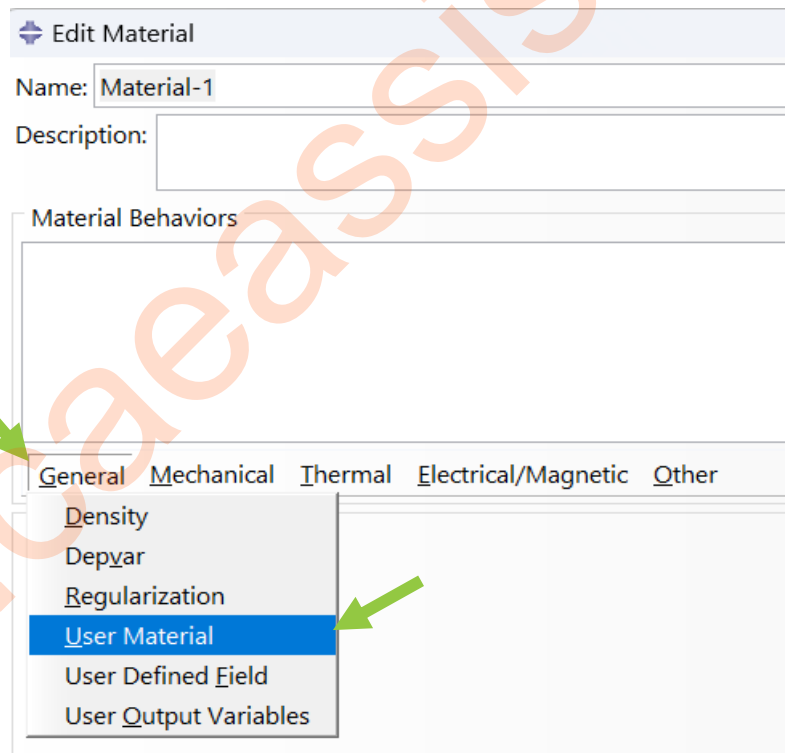 Edit Material
Name: Material-1
Description:
Material Behaviors
General Mechanical Thermal Electrical/Magnetic Other
Density
Depvar
Regularization
User Material
User Defined Field
User Output Variables
caeassis